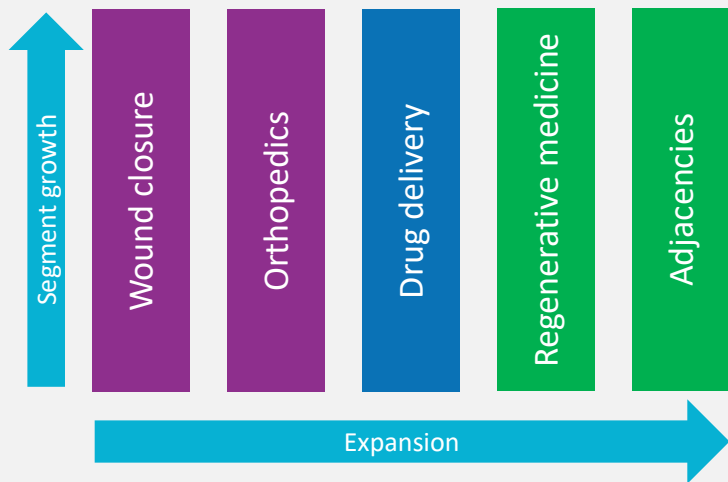 Segment growth
Wound closure
Orthopedics
Drug delivery
Regenerative medicine
Adjacencies
Expansion